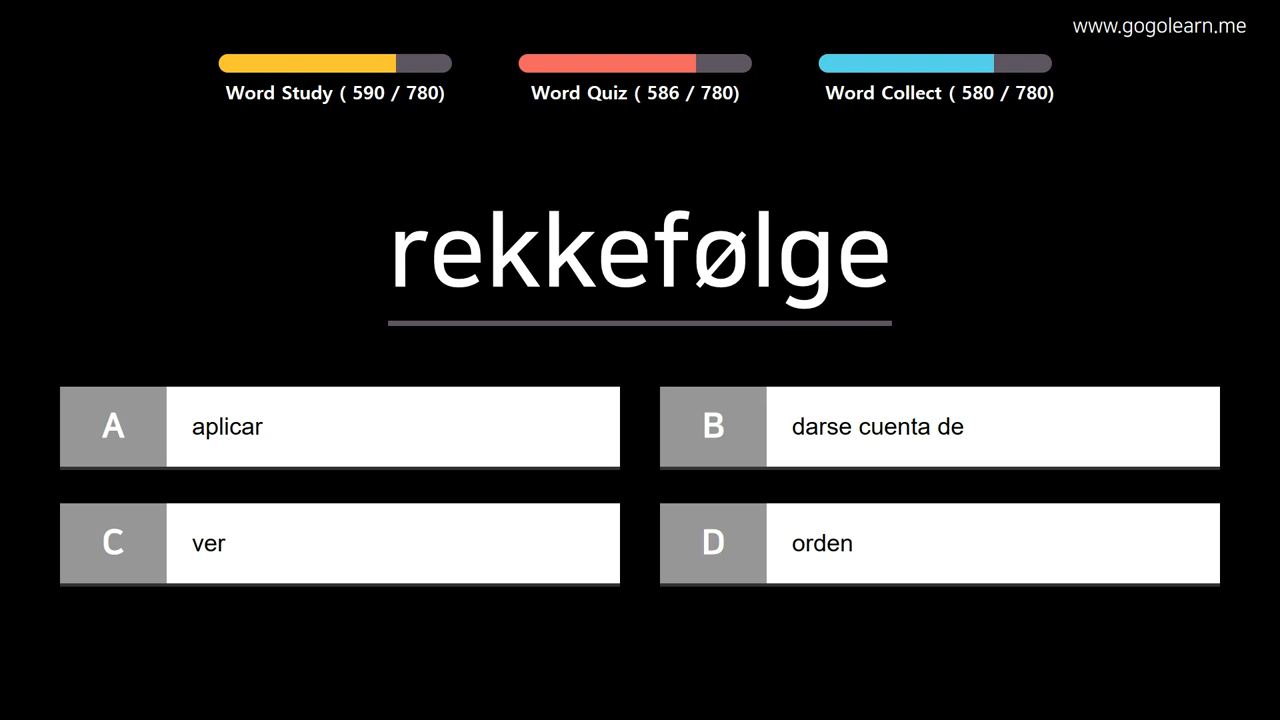 www.gogolearn.me
Word Study ( 590 / 780)
Word Quiz ( 586 / 780)
Word Collect ( 580 / 780)
rekkefølge
A
aplicar
B
darse cuenta de
C
ver
D
orden